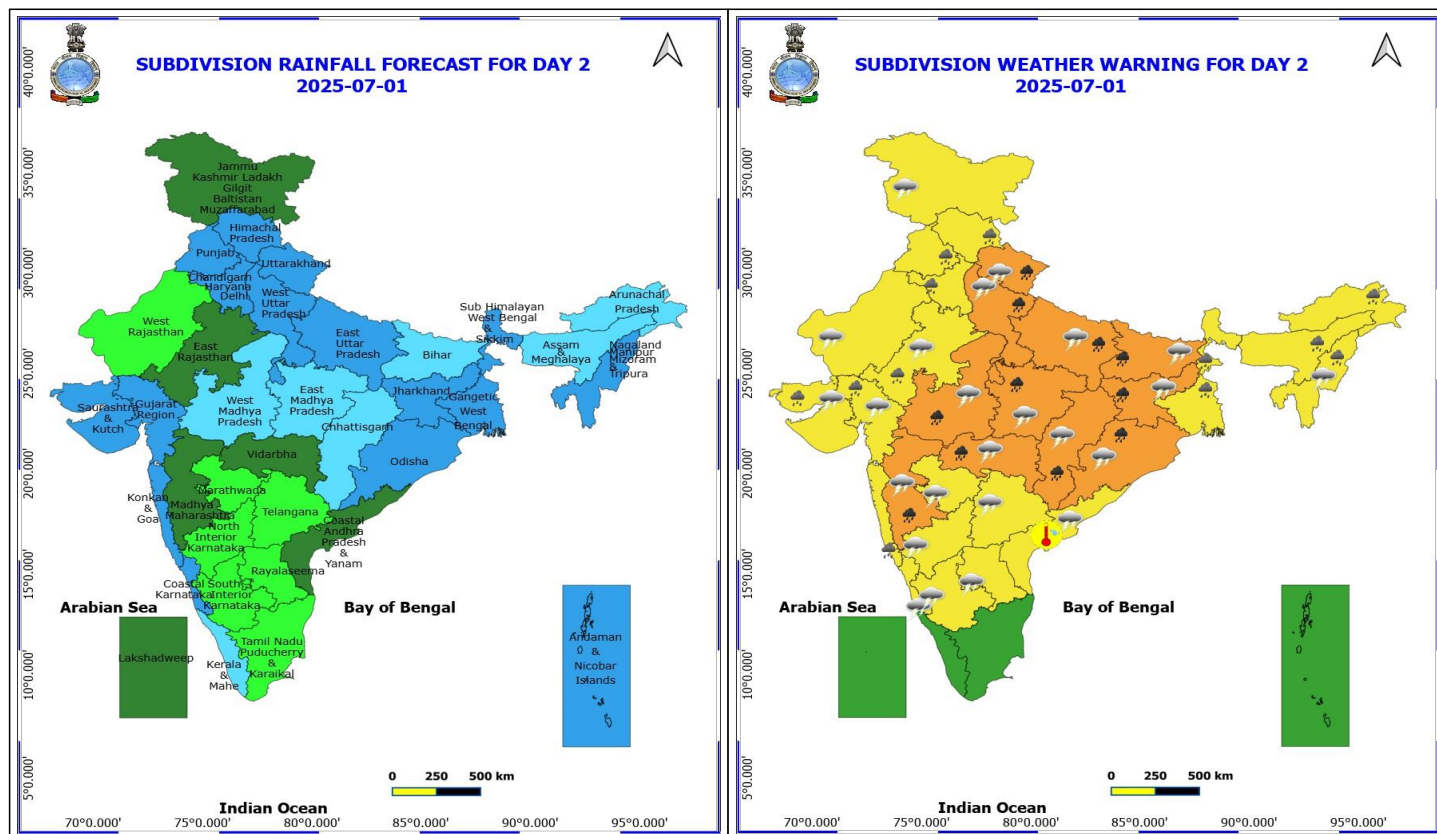 SUBDIVISION RAINFALL FORECAST FOR DAY 2
2025-07-01
40°0.000'
35°0.000'
30°0.000'
25°0.000'
20°0.000'
15°0.000'
10°0.000'
5°0.000'
Jammu
Kashmir Ladakh
Gilgit
Baltistan
Muzaffarabad
Himachal
Pradesh
Punjab
Uttarakhand
Chandigarh
Haryana
Delhi
West
Uttar
Pradesh
West
Rajasthan
East
Rajasthan
East
Uttar
Pradesh
Bihar
Sub Himalayan
West Bengal
&
Sikkim
Arunachal
Pradesh
Assam
&
Meghalaya
Nagaland
Manipur
Mizoram
&
Tripura
Saurashtra
&
Kutch
Gujarat
Region
West
Madhya
Pradesh
East
Madhya
Pradesh
Jharkhand
Gangetic
West
Bengal
Chhattisgarh
Odisha
Vidarbha
Konkan
&
Goa
Madhya
Maharashtra
Marathwada
Telangana
North
Interior
Karnataka
Coastal
Andhra
Pradesh
&
Yanam
Rayalaseema
Coastal
Karnataka
South
Interior
Karnataka
Arabian Sea
Bay of Bengal
Lakshadweep
Kerala
&
Mahe
Tamil Nadu
Puducherry
&
Karaikal
Andaman
&
Nicobar
Islands
0 250 500 km
Indian Ocean
70°0.000' 75°0.000' 80°0.000' 85°0.000' 90°0.000' 95°0.000'
SUBDIVISION WEATHER WARNING FOR DAY 2
2025-07-01
40°0.000'
35°0.000'
30°0.000'
25°0.000'
20°0.000'
15°0.000'
10°0.000'
5°0.000'
Arabian Sea
Bay of Bengal
0 250 500 km
Indian Ocean
70°0.000' 75°0.000' 80°0.000' 85°0.000' 90°0.000' 95°0.000'